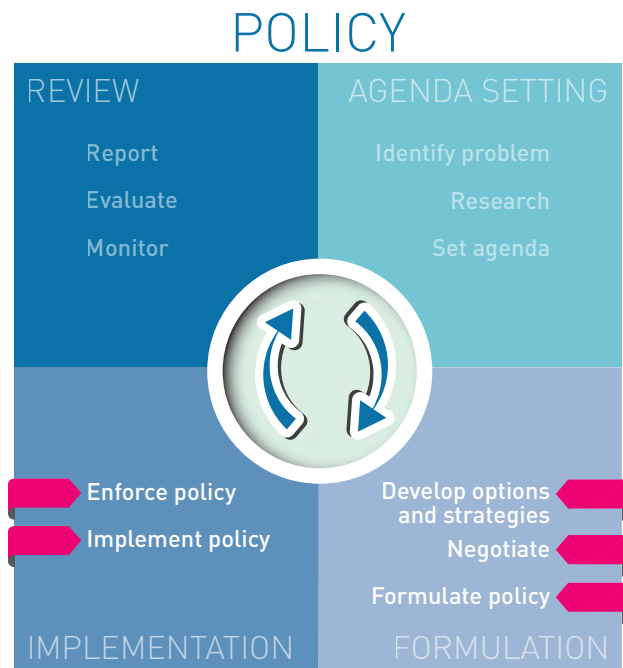 POLICY
REVIEW
Report
Evaluate
Monitor
AGENDA SETTING
Identify problem
Research
Set agenda
Enforce policy
Implement policy
IMPLEMENTATION
Develop options
and strategies
Negotiate
Formulate policy
FORMULATION